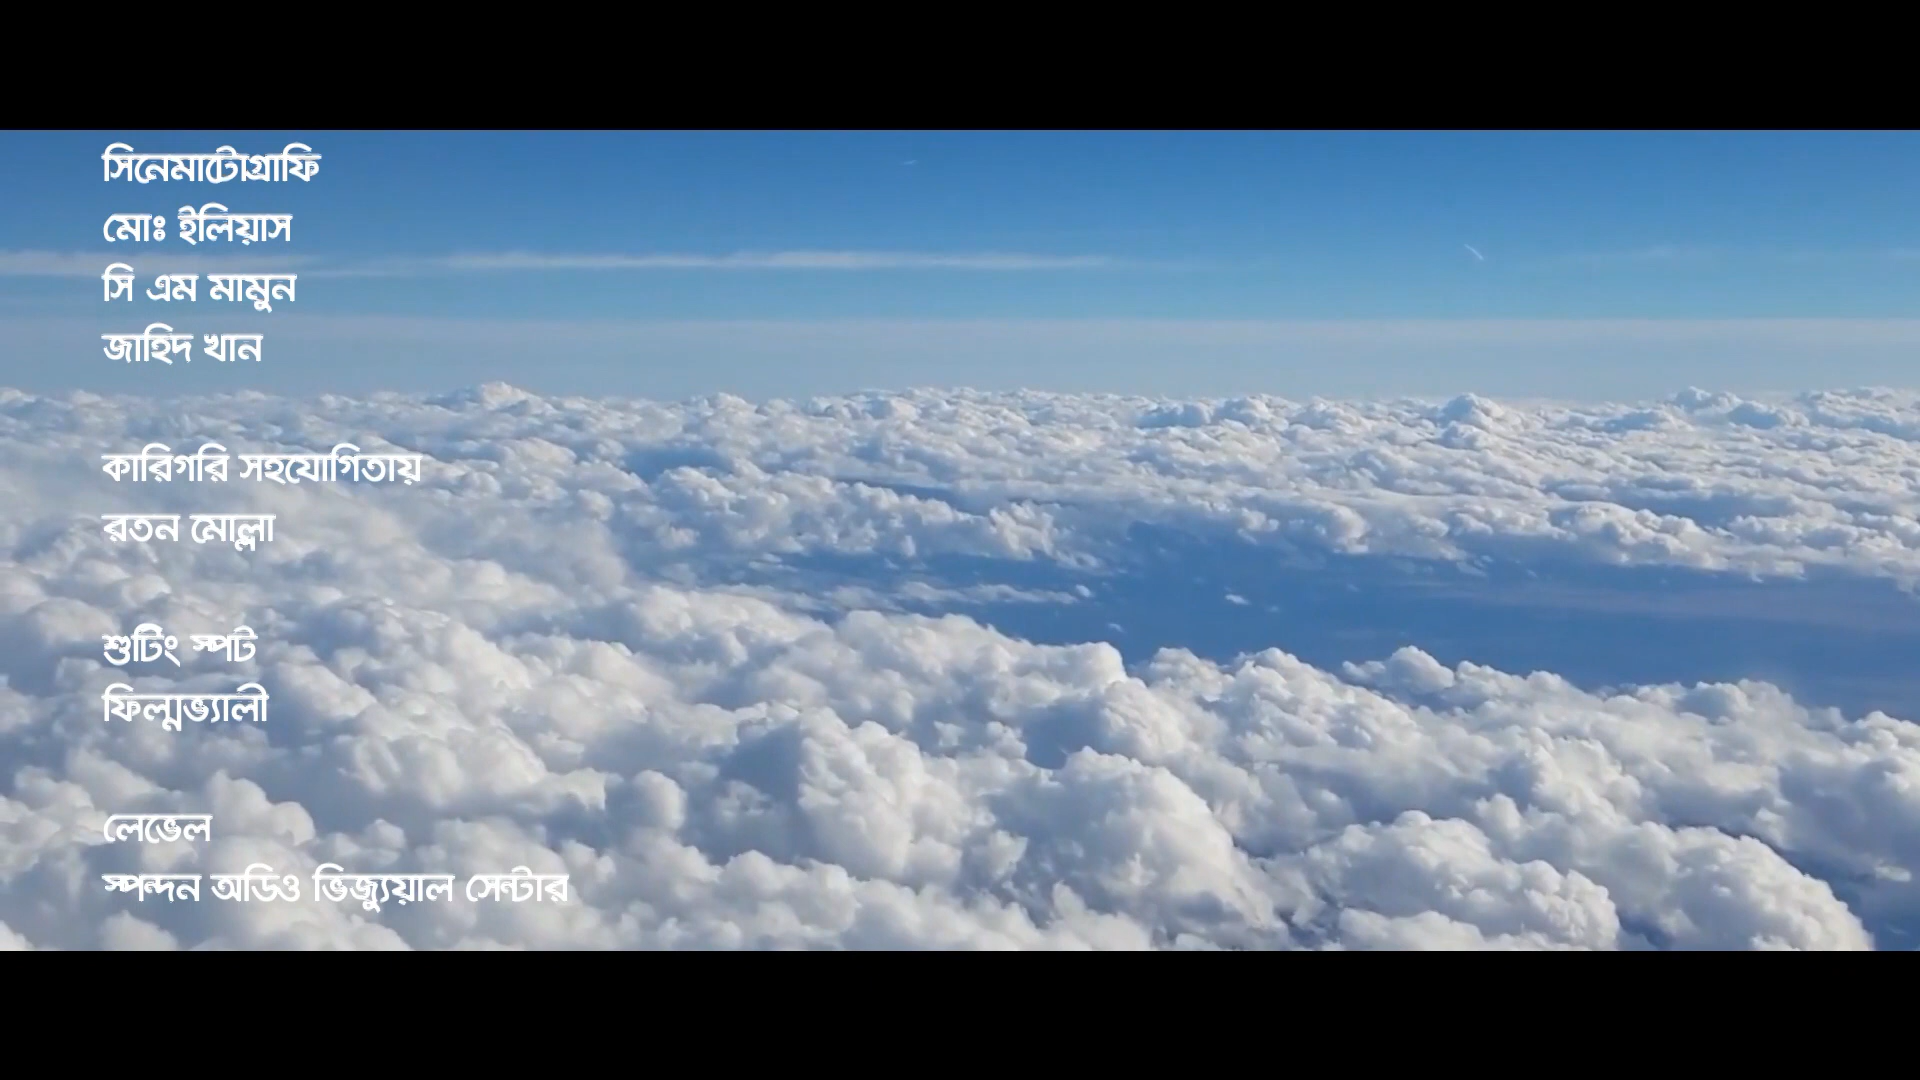 সিনেমাটোগ্রাফি
মোঃ ইলিয়াস
সি এম মামুন
জাহিদ খান
কারিগরি সহযোগিতায়
রতন মোল্লা
শুটিং স্পট
ফিল্মভ্যালী
লেভেল
স্পন্দন অডিও ভিজ্যুয়াল সেন্টার